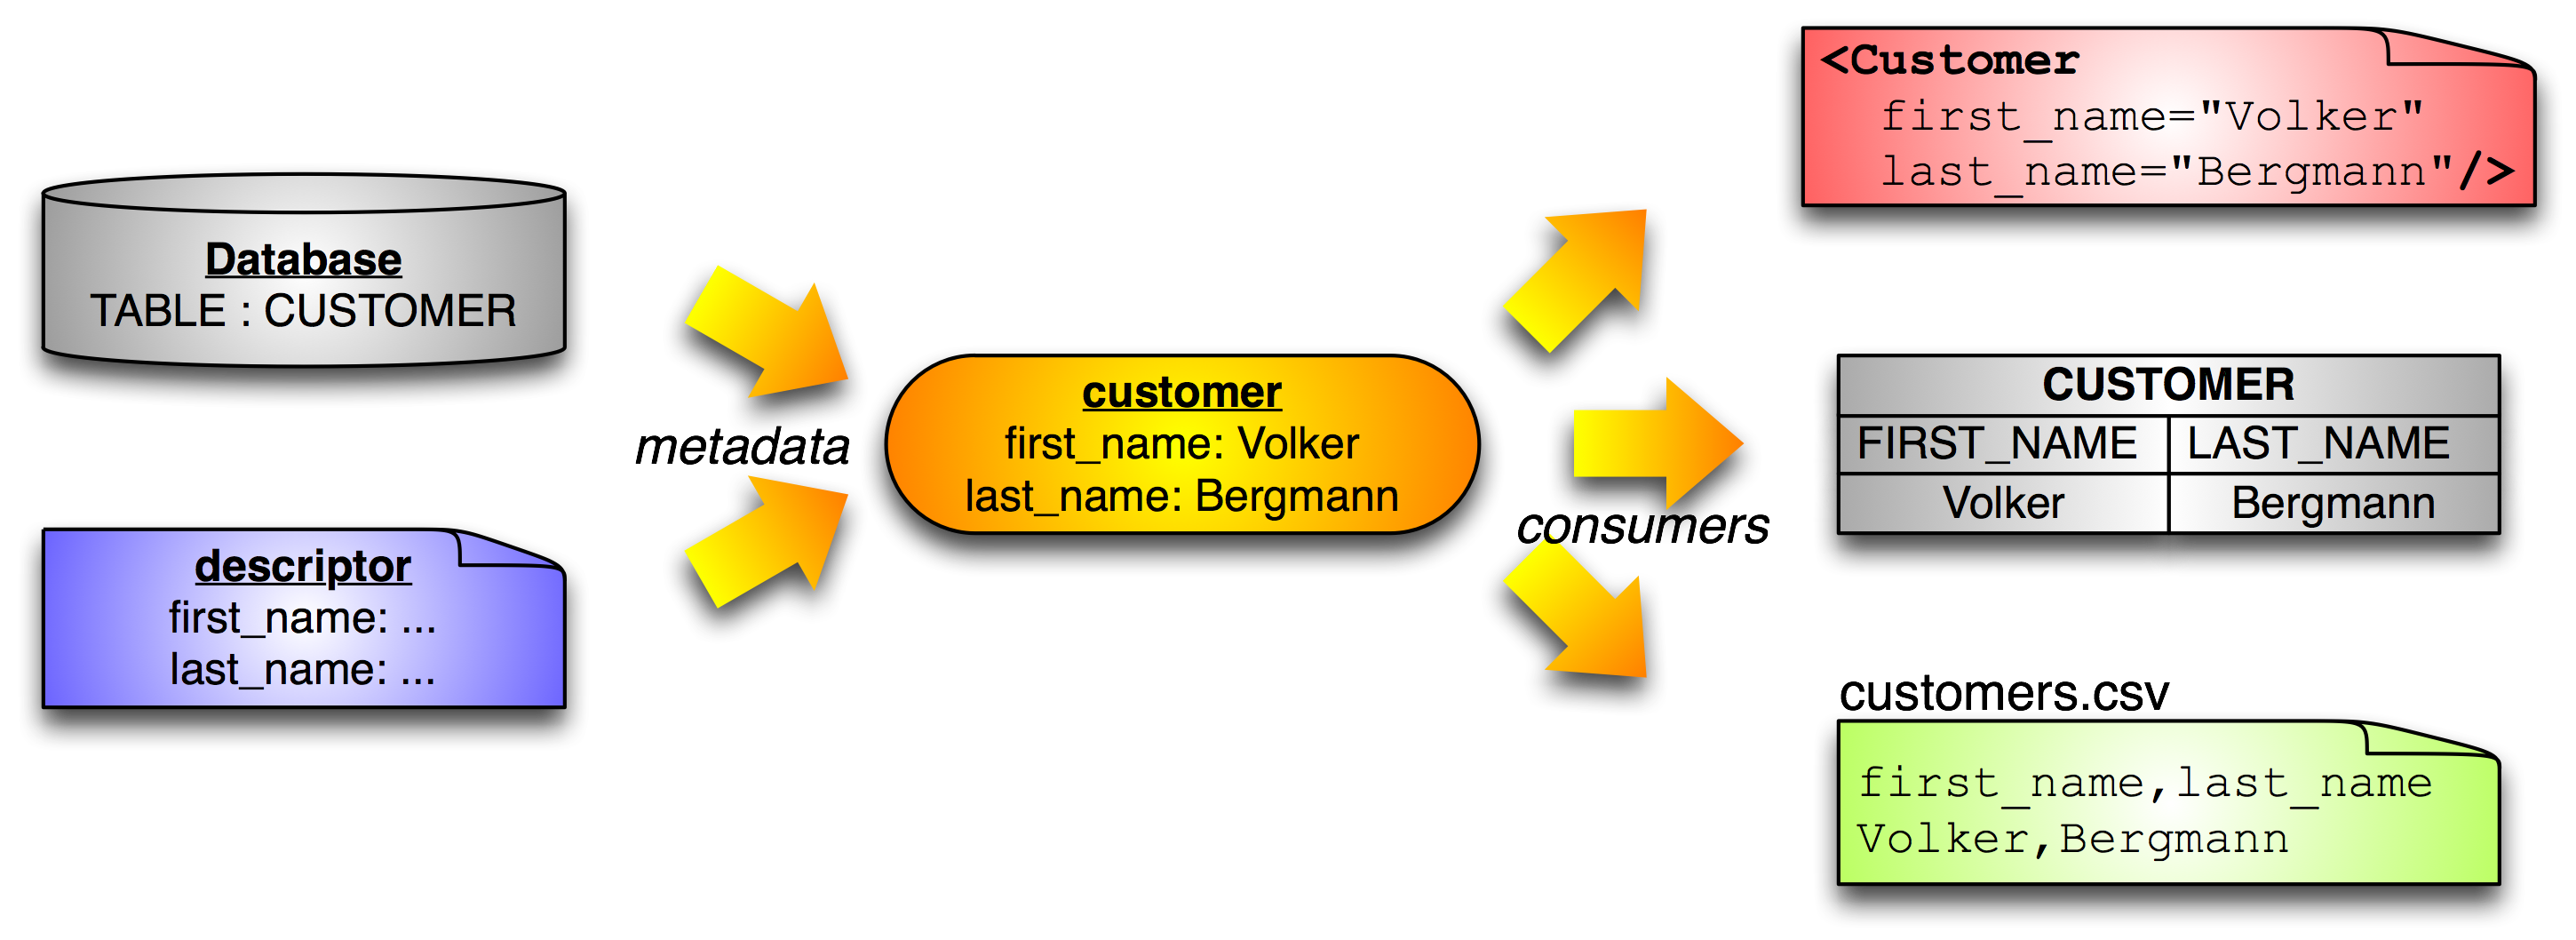 Database
TABLE : CUSTOMER
descriptor
first_name: ...
last_name: ...
metadata
customer
first_name: Volker
last_name: Bergmann
consumers
<Customer
first_name="Volker"
last_name="Bergmann"/>
CUSTOMER
FIRST_NAME LAST_NAME
Volker Bergmann
customers.csv
first_name,last_name
Volker,Bergmann